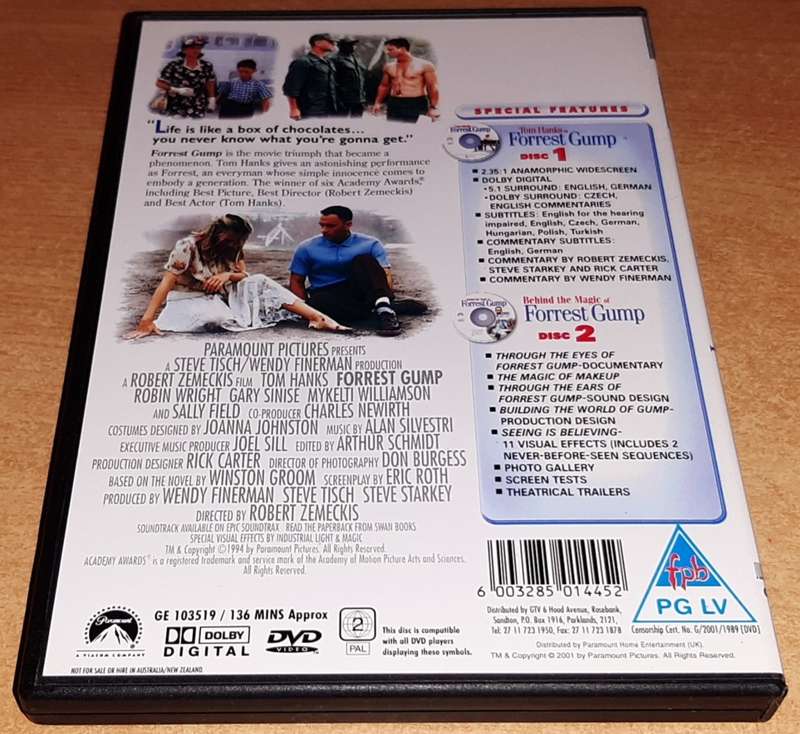 "Life is like a box of chocolates...
you never know what you're gonna get."
Forrest Gump is the movie triumph that became a
phenomenon. Tom Hanks gives an astonishing performance
as Forrest, an everyman whose simple innocence comes to
embody a generation. The winner of six Academy Awards®
including Best Picture, Best Director (Robert Zemeckis)
and Best Actor (Tom Hanks).
PARAMOUNT PICTURES PRESENTS
A STEVE TISCH/WENDY FINERMAN PRODUCTION
A ROBERT ZEMECKIS FILM TOM HANKS FORREST GUMP
ROBIN WRIGHT GARY SINISE MYKELTI WILLIAMSON
AND SALLY FIELD CO-PRODUCER CHARLES NEWIRTH
COSTUMES DESIGNED BY JOANNA JOHNSTON MUSIC BY ALAN SILVESTRI
EXECUTIVE MUSIC PRODUCER JOEL SILL EDITED BY ARTHUR SCHMIDT
PRODUCTION DESIGNER RICK CARTER DIRECTOR OF PHOTOGRAPHY DON BURGESS
BASED ON THE NOVEL BY WINSTON GROOM SCREENPLAY BY ERIC ROTH
PRODUCED BY WENDY FINERMAN STEVE TISCH STEVE STARKEY
DIRECTED BY ROBERT ZEMECKIS
SOUNDTRACK AVAILABLE ON EPIC SOUNDTRAX READ THE PAPERBACK FROM SWAN BOOKS
SPECIAL VISUAL EFFECTS BY INDUSTRIAL LIGHT & MAGIC
TM & Copyright ©1994 by Paramount Pictures. All Rights Reserved.
ACADEMY AWARDS® is a registered trademark and service mark of the Academy of Motion Picture Arts and Sciences.
All Rights Reserved.
SPECIAL FEATURES
Forrest Gump
Tom Hanks is
Forrest Gump
DISC 1
2.35:1 ANAMORPHIC WIDESCREEN
DOLBY DIGITAL
•5.1 SURROUND: ENGLISH, GERMAN
•DOLBY SURROUND: CZECH,
ENGLISH COMMENTARIES
SUBTITLES: English for the hearing
impaired, English, Czech, German,
Hungarian, Polish, Turkish
COMMENTARY SUBTITLES:
English, German
COMMENTARY BY ROBERT ZEMECKIS,
STEVE STARKEY AND RICK CARTER
COMMENTARY BY WENDY FINERMAN
Forrest Gump
Behind the Magic of
Forrest Gump
DISC 2
THROUGH THE EYES OF
FORREST GUMP-DOCUMENTARY
THE MAGIC OF MAKEUP
THROUGH THE EARS OF
FORREST GUMP-SOUND DESIGN
BUILDING THE WORLD OF GUMP-
PRODUCTION DESIGN
SEEING IS BELIEVING-
11 VISUAL EFFECTS (INCLUDES 2
NEVER-BEFORE-SEEN SEQUENCES)
PHOTO GALLERY
SCREEN TESTS
THEATRICAL TRAILERS
6 003285 014452
fpb
PG LV
Censorship Cert. No. G/2001/1989 [DVD]
Distributed by GTV 6 Hood Avenue, Rosebank,
Sandton, P.O. Box 1916, Parklands, 2121,
Tel: 27 11 723 1950, Fax: 27 11 723 1878
Distributed by Paramount Home Entertainment (UK).
TM & Copyright © 2001 by Paramount Pictures. All Rights Reserved.
Paramount
A VIACOM COMPANY
GE 103519 / 136 MINS Approx
DOLBY
DIGITAL
DVD
VIDEO
2
PAL
This disc is compatible
with all DVD players
displaying these symbols.
NOT FOR SALE OR HIRE IN AUSTRALIA/NEW ZEALAND